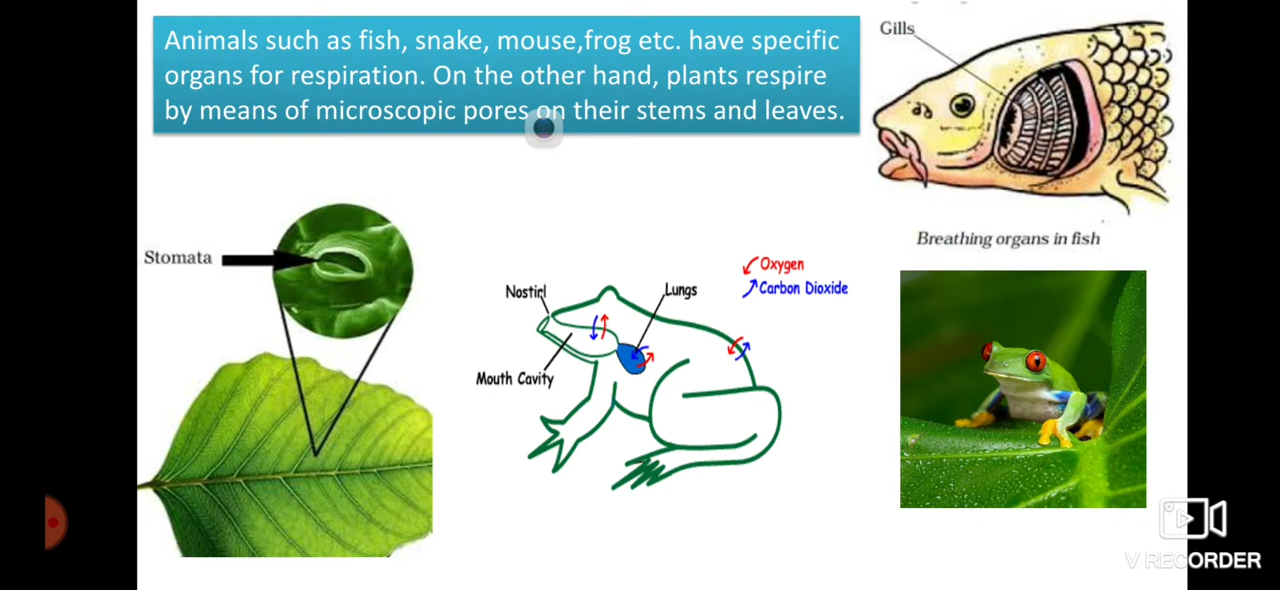 Animals such as fish, snake, mouse,frog etc. have specific
organs for respiration. On the other hand, plants respire
by means of microscopic pores on their stems and leaves.
Gills
Breathing organs in fish
Stomata
Nostirl
Lungs
Mouth Cavity
Oxygen
Carbon Dioxide
V RECORDER